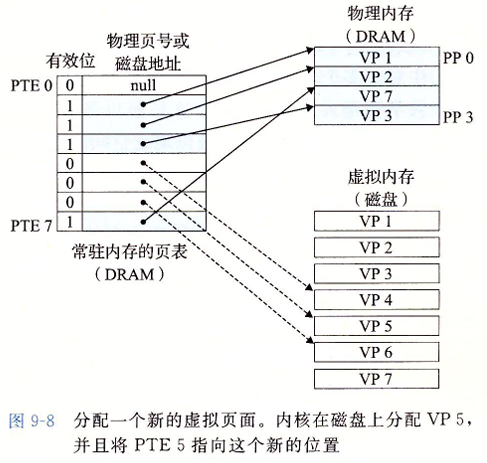 物理页号或
磁盘地址
有效位
PTE 0
0
null
1
1
1
0
0
0
PTE 7
1
常驻内存的页表
（DRAM）
物理内存
（DRAM）
VP 1
PP 0
VP 2
VP 7
VP 3
PP 3
虚拟内存
（磁盘）
VP 1
VP 2
VP 3
VP 4
VP 5
VP 6
VP 7
图 9-8 分配一个新的虚拟页面。内核在磁盘上分配 VP 5，
并且将 PTE 5 指向这个新的位置